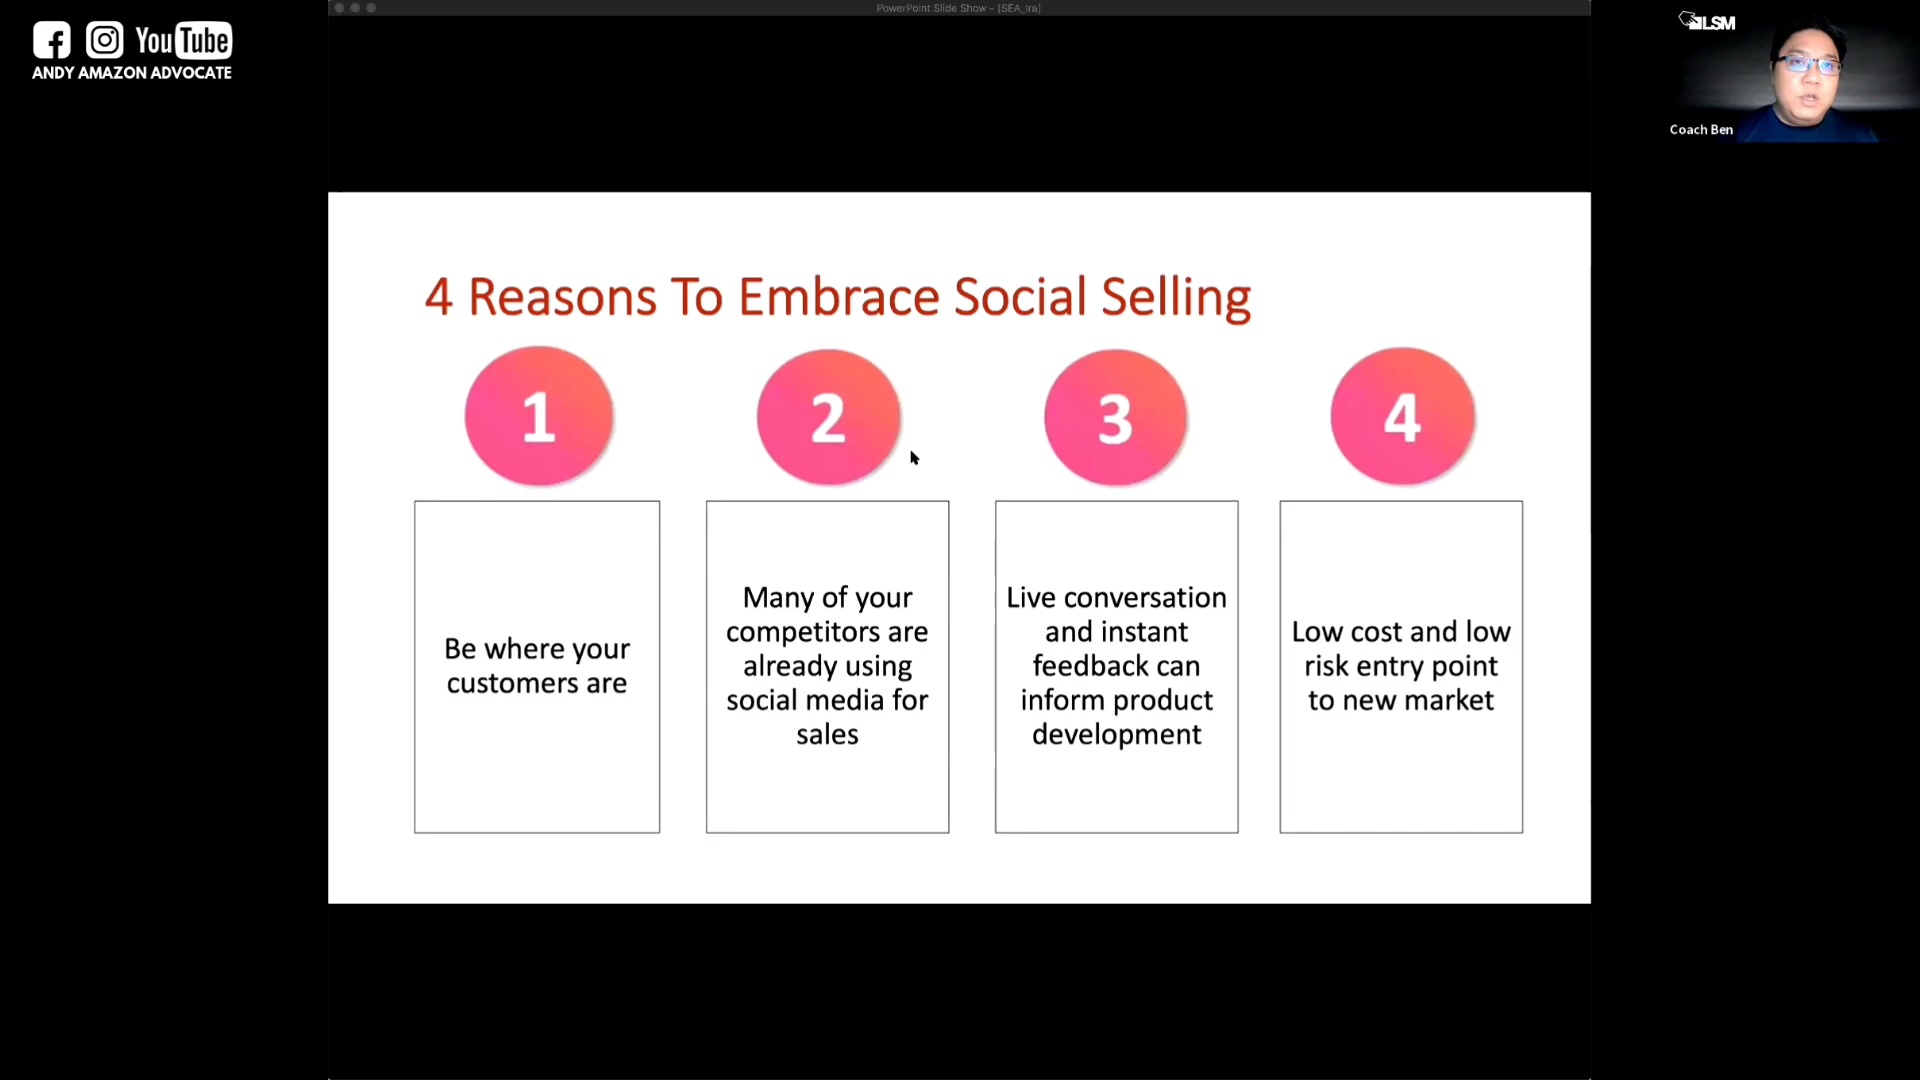 PowerPoint Slide Show - [SEA_Ira]
YouTube
ANDY AMAZON ADVOCATE
LSM
Coach Ben
4 Reasons To Embrace Social Selling
1
Be where your
customers are
2
Many of your
competitors are
already using
social media for
sales
3
Live conversation
and instant
feedback can
inform product
development
4
Low cost and low
risk entry point
to new market